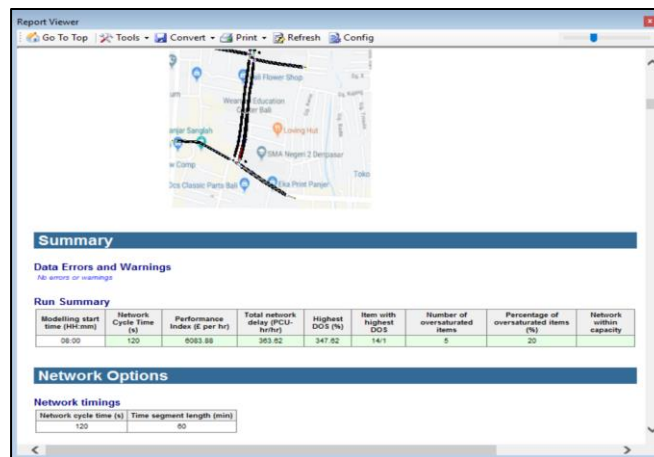 Report Viewer
Go To Top Tools Convert Print Refresh Config
Flower Shop
Education
Bali
anjar Sanglah
Loving Hut
SMA Negeri 2 Denpasar
w Comp
Toko
Dcs Classic Parts Bali
Eka Print Panjer
Summary
Data Errors and Warnings
No errors or warnings
Run Summary
Modelling start time (HH:mm) Network Cycle Time (s) Performance Index (£ per hr) Total network delay (PCU-hr/hr) Highest DOS (%) Item with highest DOS Number of oversaturated items Percentage of oversaturated items (%) Network within capacity
08:00 120 6083.88 363.62 347.62 14/1 5 20
Network Options
Network timings
Network cycle time (s) Time segment length (min)
120 60